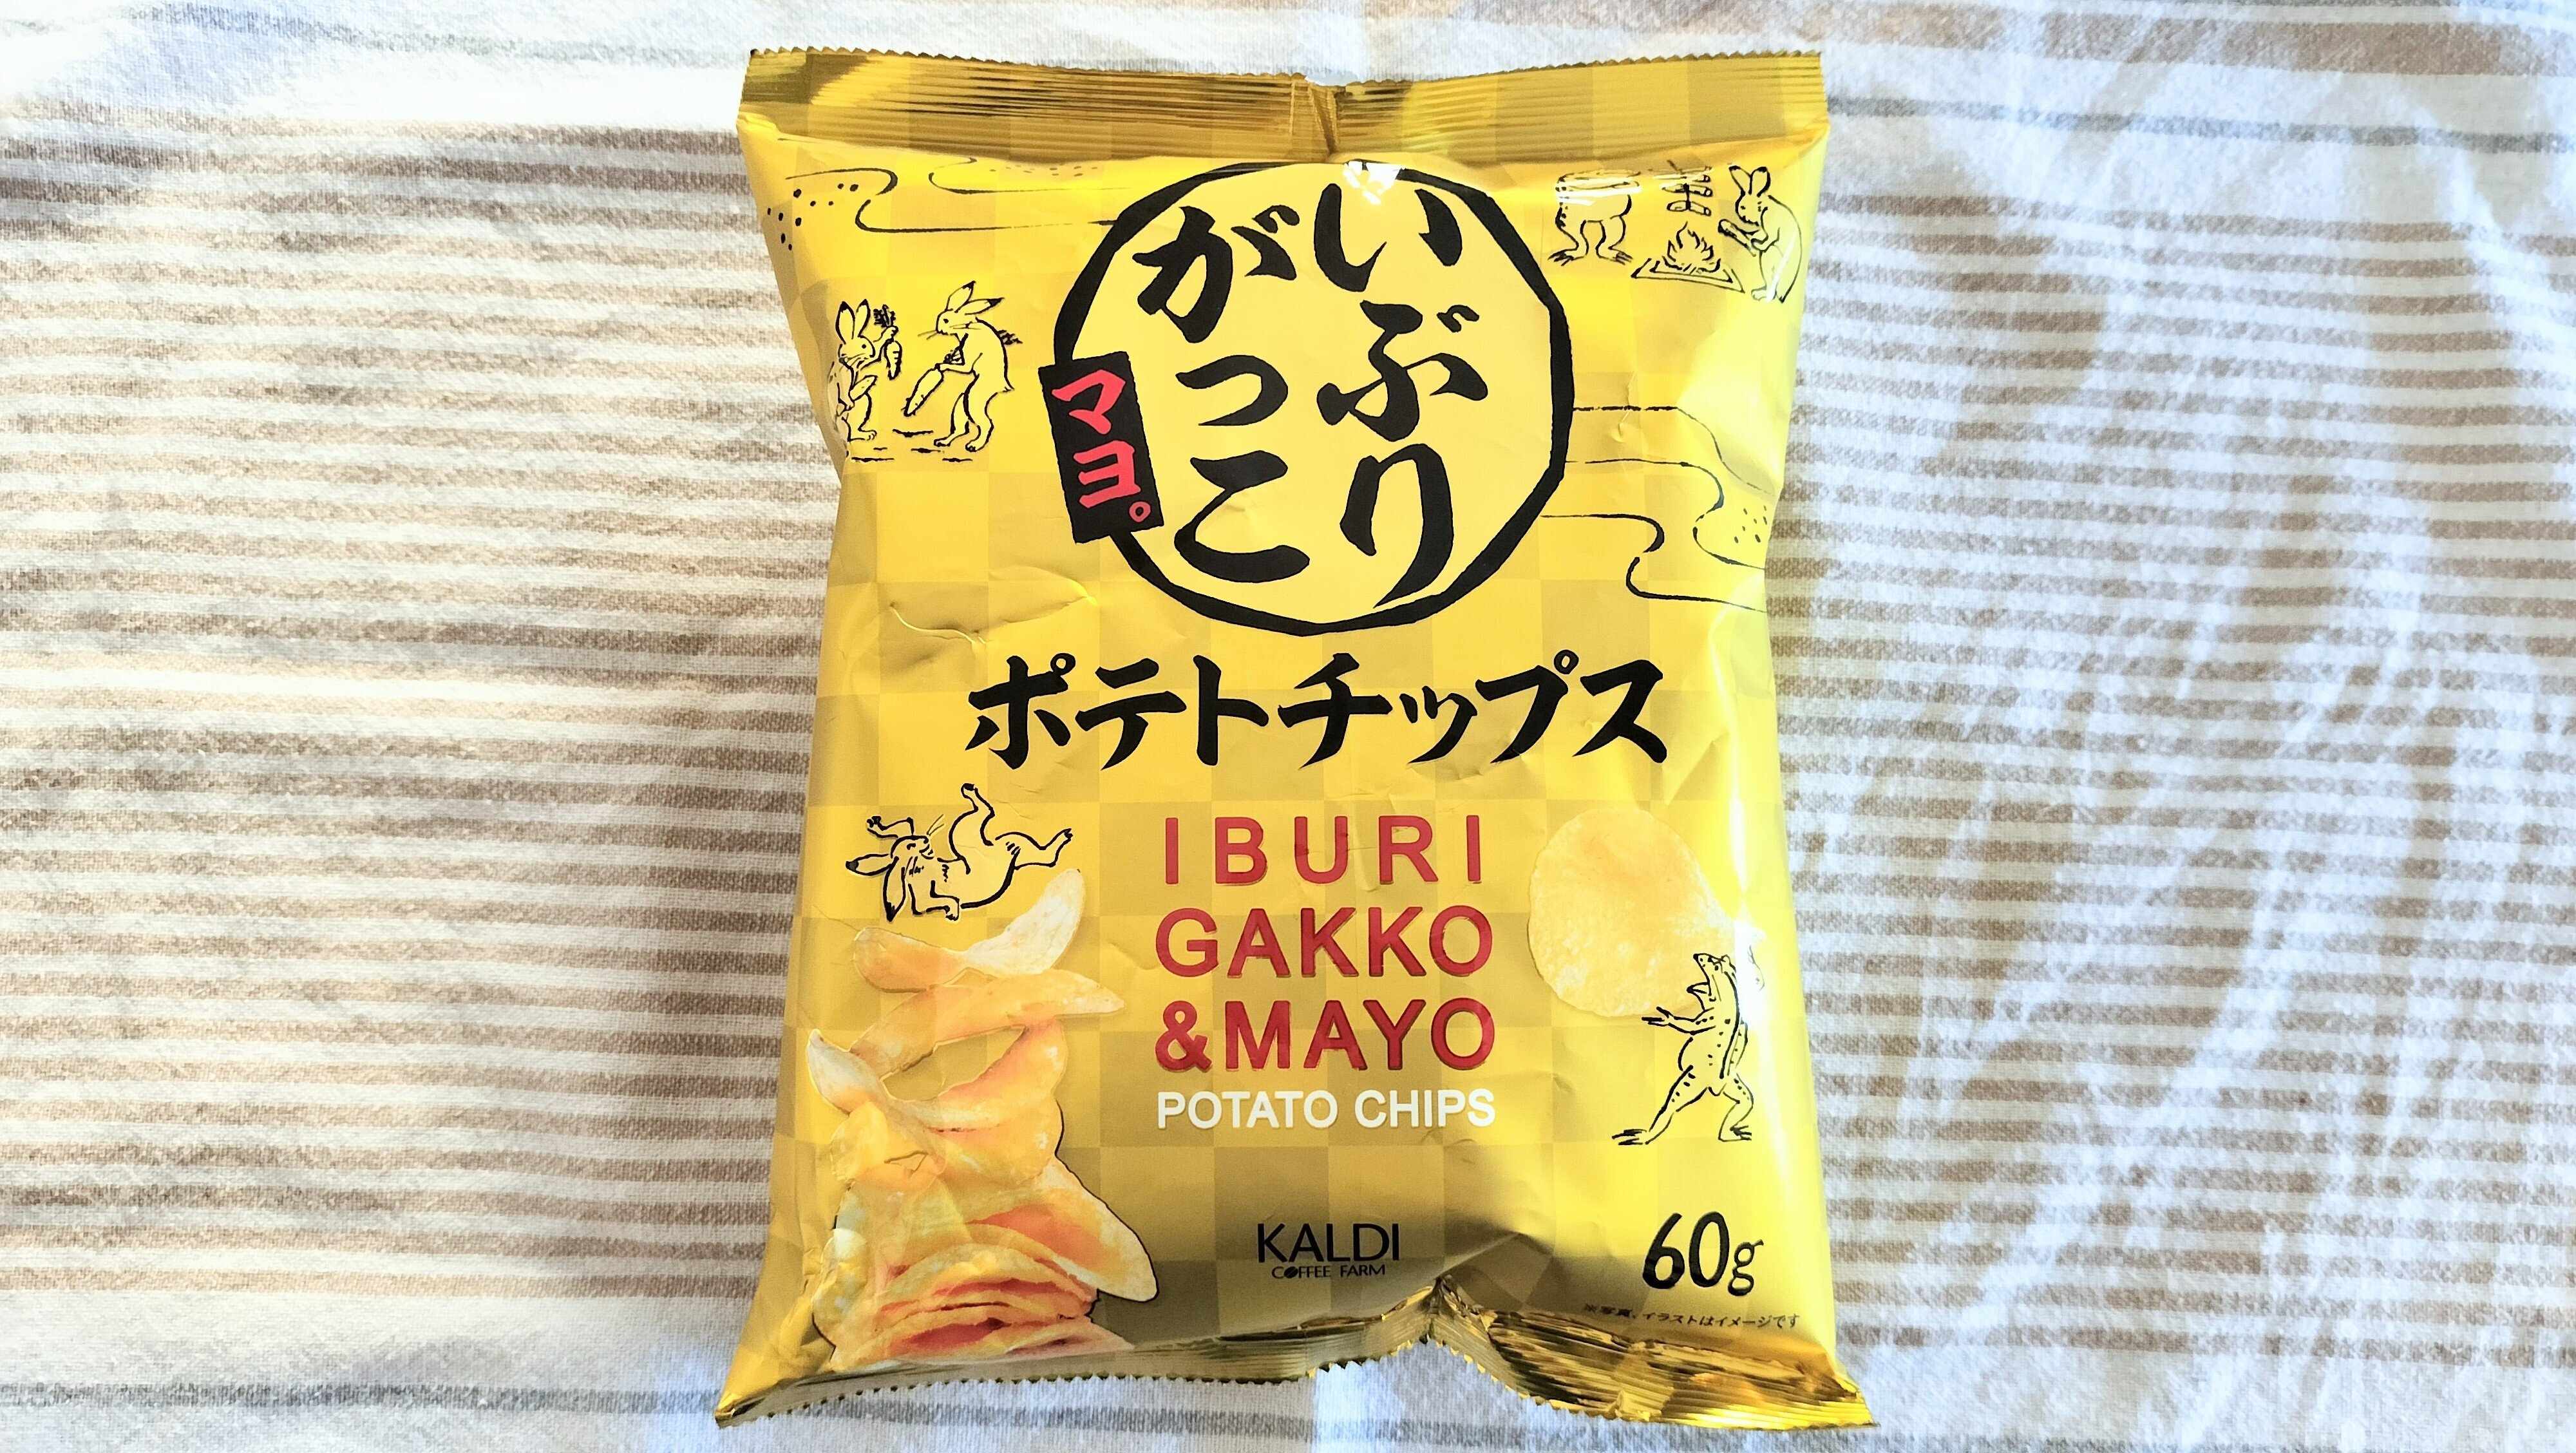 いぶり
がっこ
マヨ。
ポテトチップス
IBURI
GAKKO
&MAYO
POTATO CHIPS
KALDI
COFFEE FARM
60g
※写真、イラストはイメージです